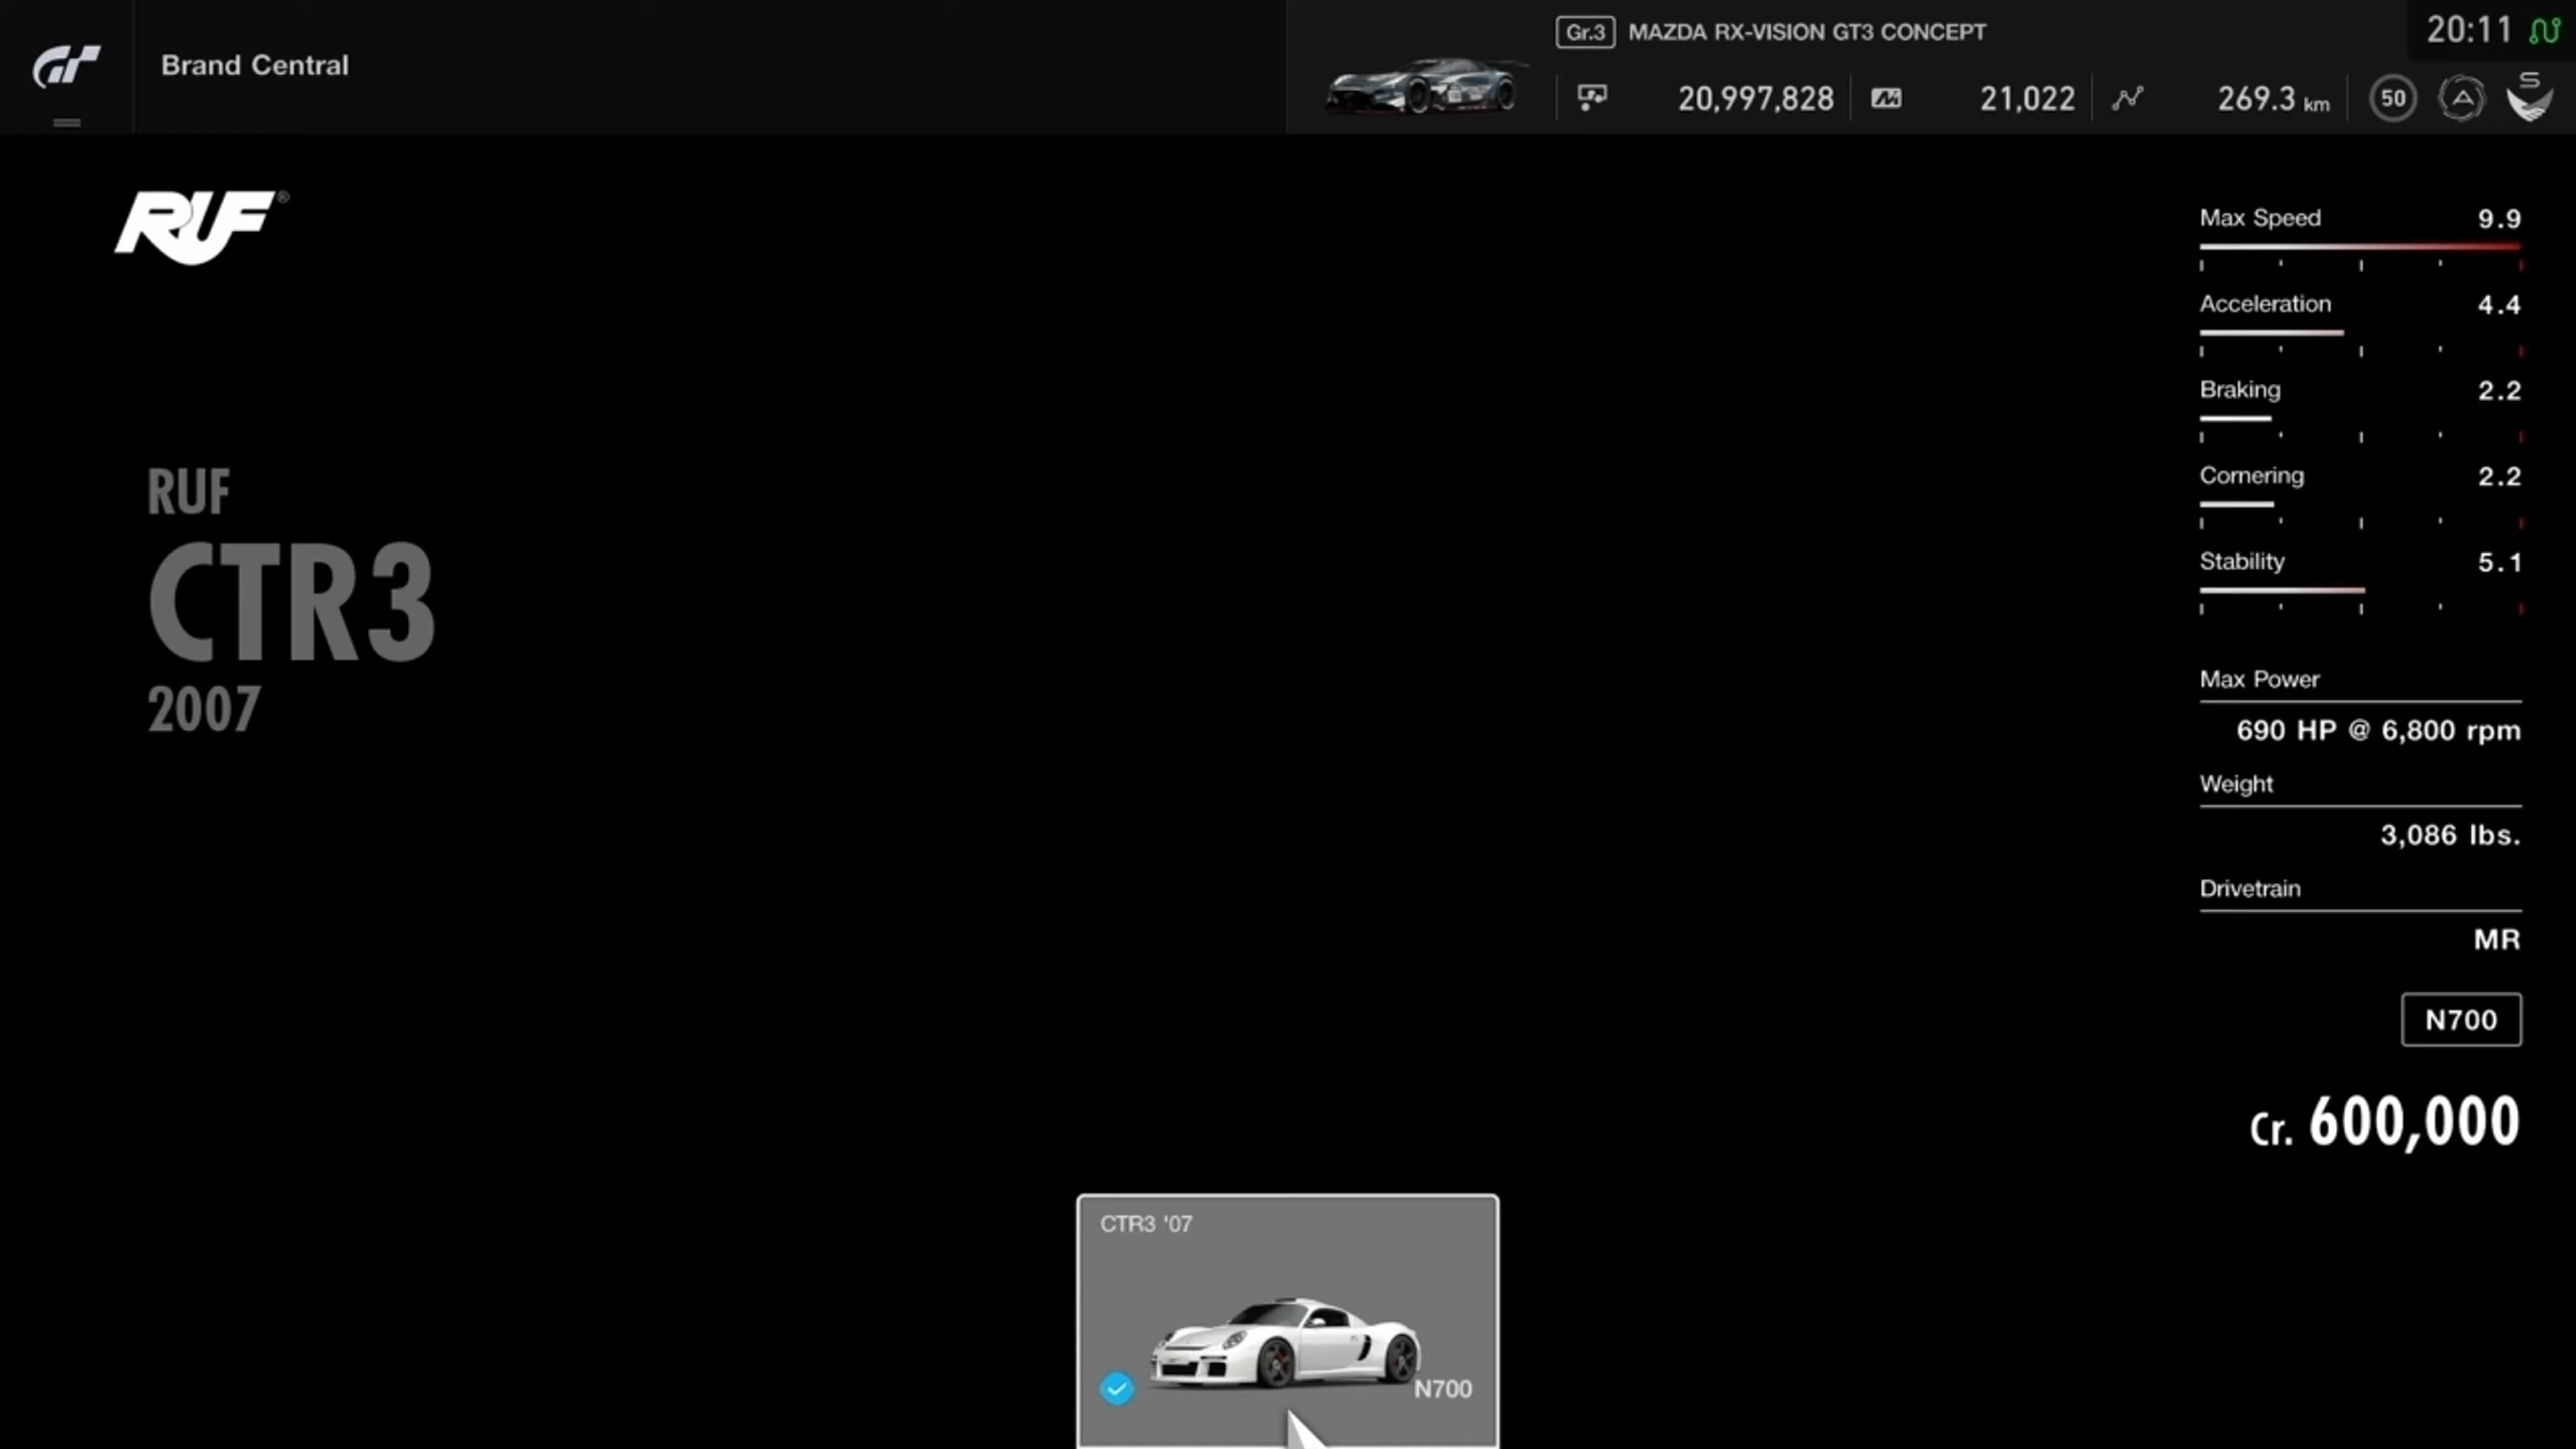 Brand Central
Gr.3 MAZDA RX-VISION GT3 CONCEPT
20:11
20,997,828
21,022
269.3 km
50
A
S
RUF®
RUF
CTR3
2007
Max Speed 9.9
Acceleration 4.4
Braking 2.2
Cornering 2.2
Stability 5.1
Max Power
690 HP @ 6,800 rpm
Weight
3,086 lbs.
Drivetrain
MR
N700
Cr. 600,000
CTR3 '07
N700